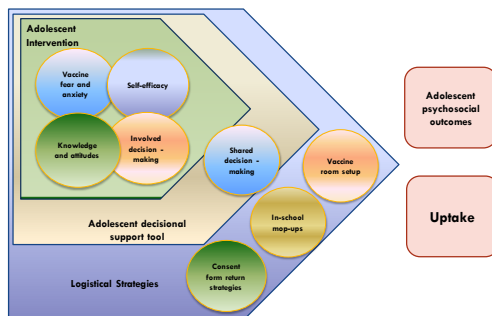 Adolescent
Intervention
Vaccine
fear and
anxiety
Self-efficacy
Knowledge
and attitudes
Involved decision -
making
Shared
decision -
making
Vaccine
room setup
In-school
mop-ups
Consent
form return
strategies
Adolescent decisional
support tool
Logistical Strategies
Adolescent
psychosocial
outcomes
Uptake